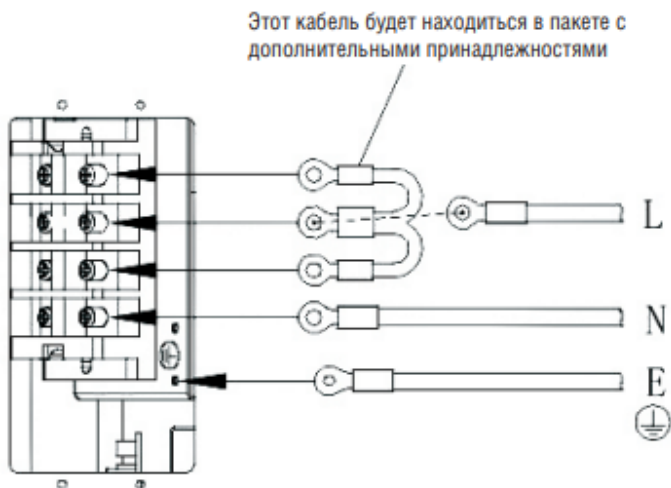 Этот кабель будет находиться в пакете с
дополнительными принадлежностями
L
N
E